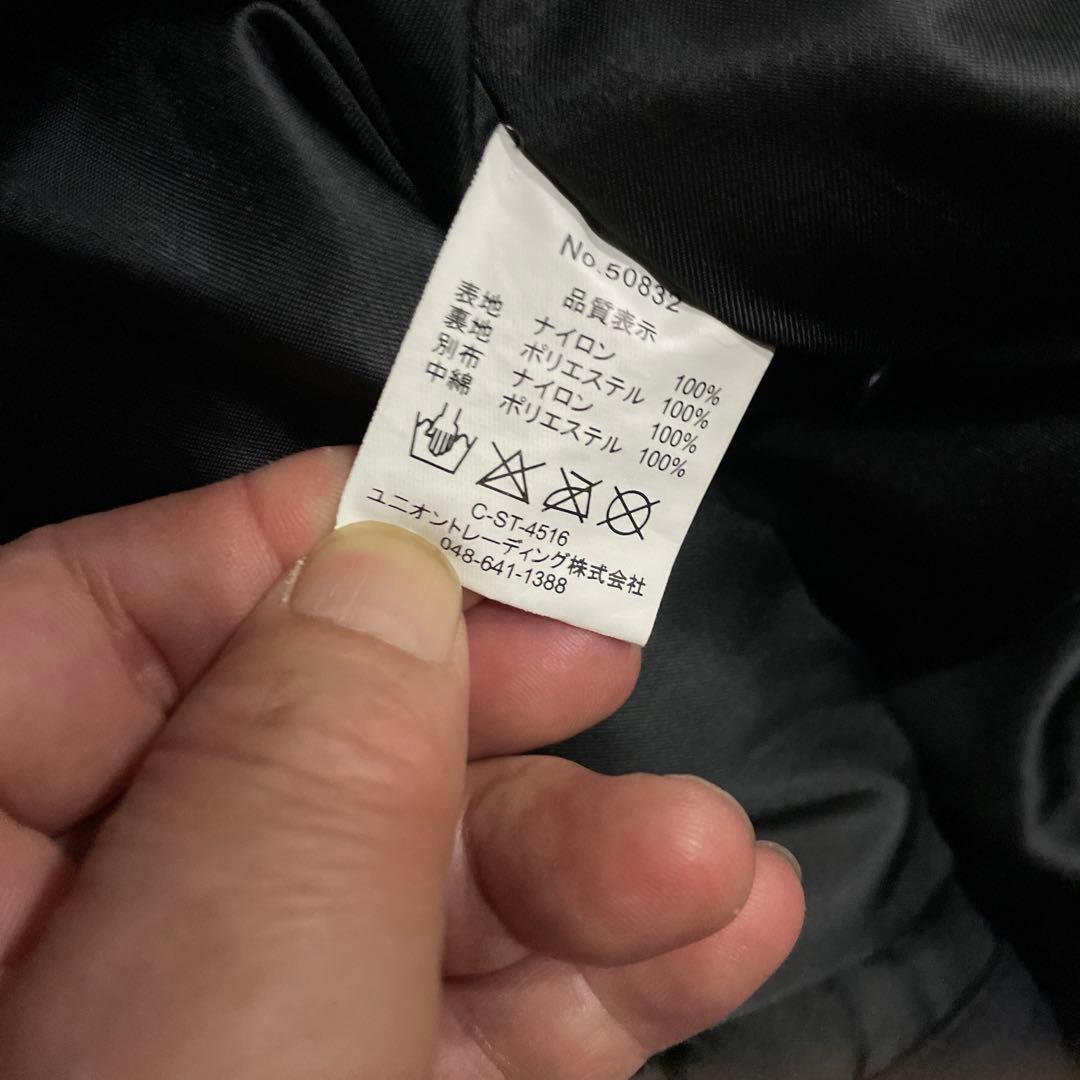 No.50832
品質表示
表地 ナイロン 100%
裏地 ポリエステル 100%
別布 ナイロン 100%
中綿 ポリエステル 100%
C-ST-4516
ユニオントレーディング株式会社
048-641-1388